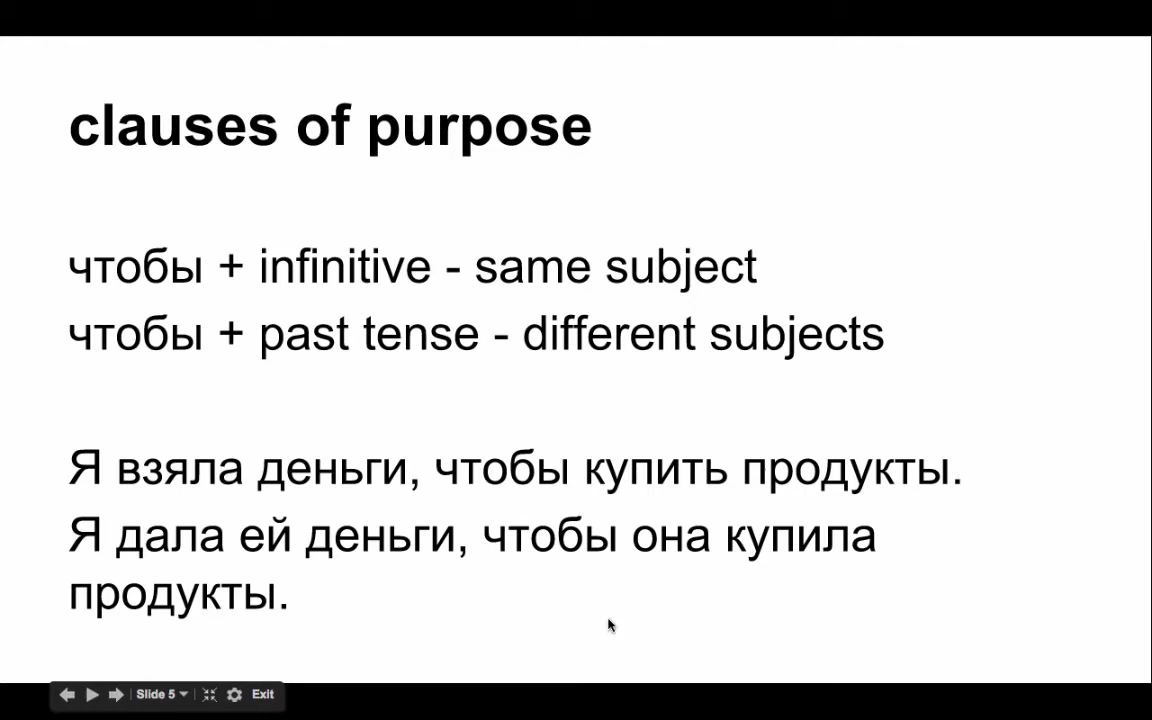 clauses of purpose
чтобы + infinitive - same subject
чтобы + past tense - different subjects
Я взяла деньги, чтобы купить продукты.
Я дала ей деньги, чтобы она купила
продукты.
Slide 5 Exit